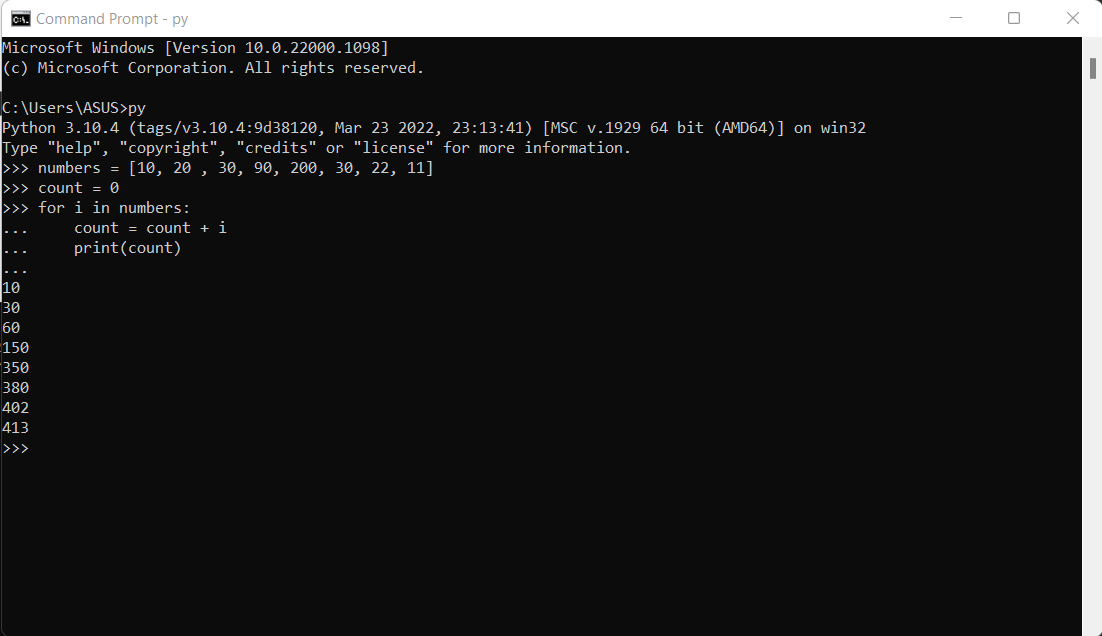 Command Prompt - py
Microsoft Windows [Version 10.0.22000.1098]
(c) Microsoft Corporation. All rights reserved.
C:\Users\ASUS>py
Python 3.10.4 (tags/v3.10.4:9d38120, Mar 23 2022, 23:13:41) [MSC v.1929 64 bit (AMD64)] on win32
Type "help", "copyright", "credits" or "license" for more information.
>>> numbers = [10, 20 , 30, 90, 200, 30, 22, 11]
>>> count = 0
>>> for i in numbers:
...     count = count + i
...     print(count)
...
10
30
60
150
350
380
402
413
>>>